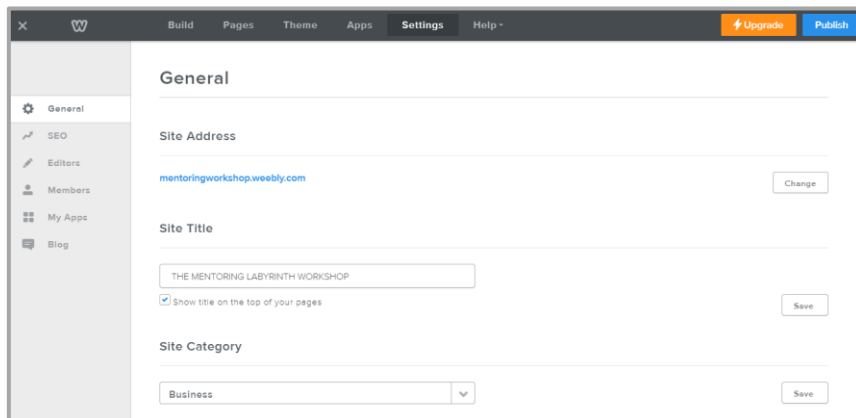 Build Pages Theme Apps Settings Help Upgrade Publish
General
General
SEO
Editors
Members
My Apps
Blog
Site Address
mentoringworkshop.weebly.com
Change
Site Title
THE MENTORING LABYRINTH WORKSHOP
Show title on the top of your pages
Save
Site Category
Business
Save